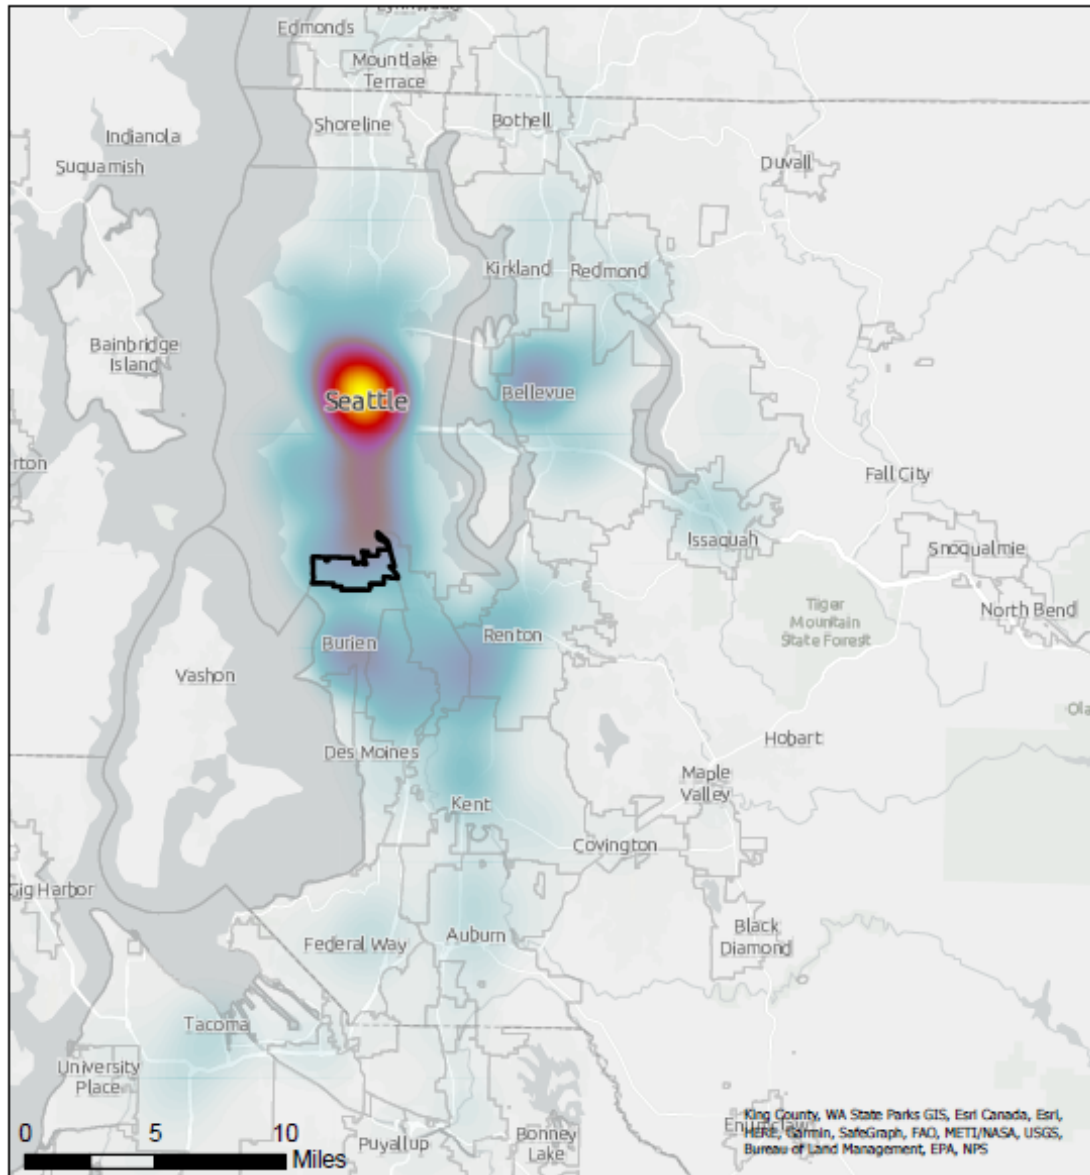 Lynnwood
Edmonds
Mountlake
Terrace
Shoreline
Bothell
Indianola
Suquamish
Duvall
Kirkland
Redmond
Bainbridge
Island
Seattle
Bellevue
rton
Fall City
Issaquah
Snoqualmie
North Bend
Tiger
Mountain
State Forest
Burien
Renton
Vashon
Ola
Des Moines
Hobart
Maple
Valley
Kent
Covington
Gig Harbor
Federal Way
Auburn
Black
Diamond
Tacoma
University
Place
Puyallup
Bonney
Lake
Enumclaw
0 5 10
Miles
King County, WA State Parks GIS, Esri Canada, Esri,
HERE, Garmin, SafeGraph, FAO, METI/NASA, USGS,
Bureau of Land Management, EPA, NPS